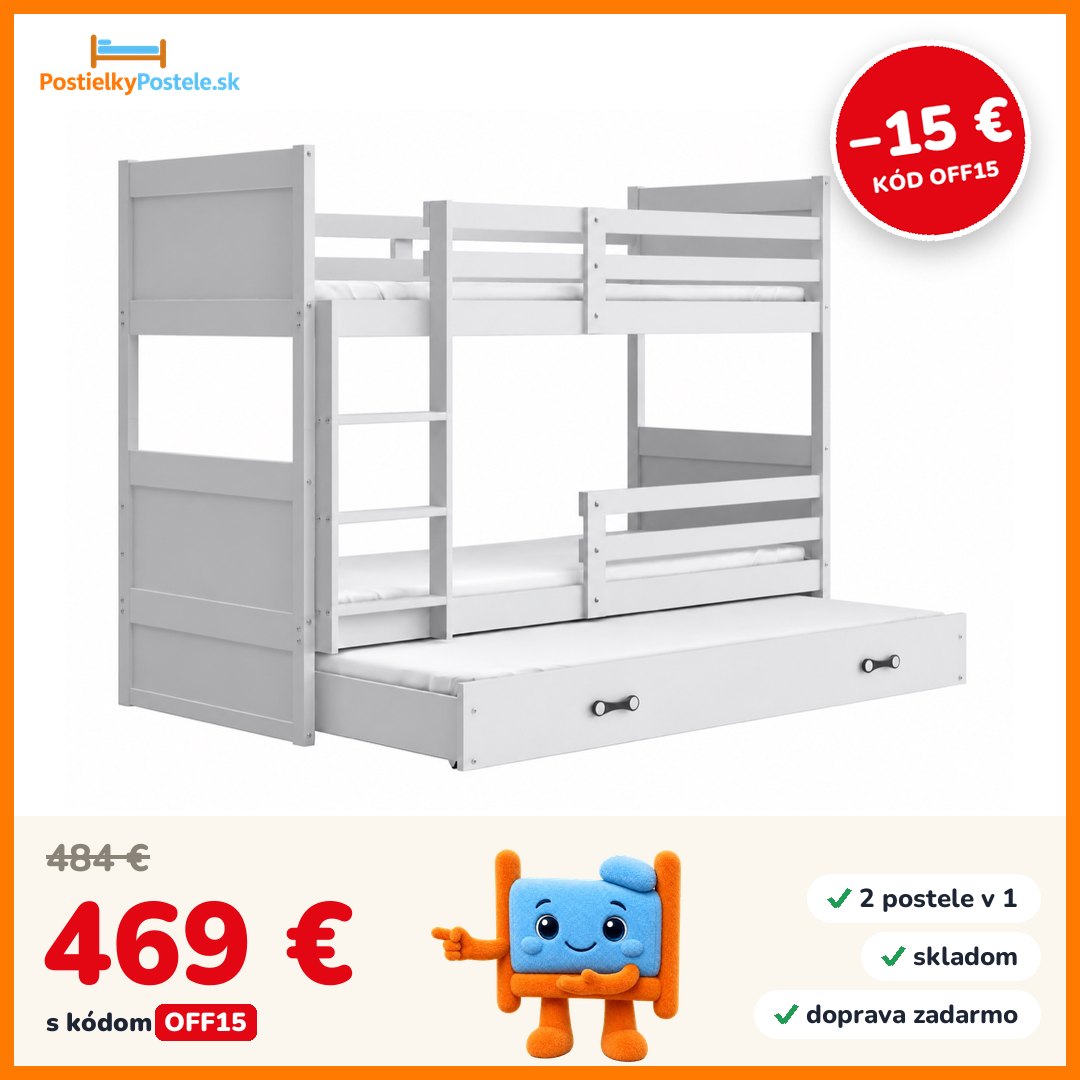 PostielkyPostele.sk
–15 €
KÓD OFF15
484 €
469 €
s kódom OFF15
✓ 2 postele v 1
✓ skladom
✓ doprava zadarmo